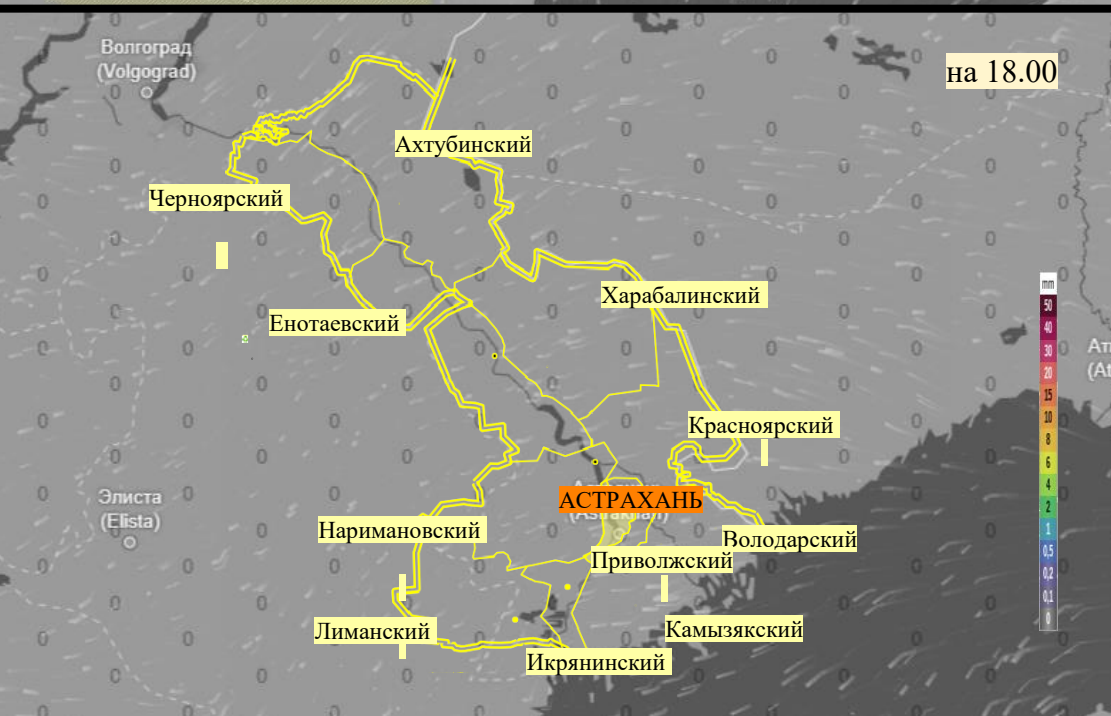 Волгоград
(Volgograd)
на 18.00
Ахтубинский
Черноярский
Харабалинский
Енотаевский
mm
50
40
30
20
15
10
8
6
4
2
1
0,5
0,2
0,1
0
Красноярский
Элиста
(Elista)
АСТРАХАНЬ
Наримановский
Володарский
Приволжский
Лиманский
Камызякский
Икрянинский